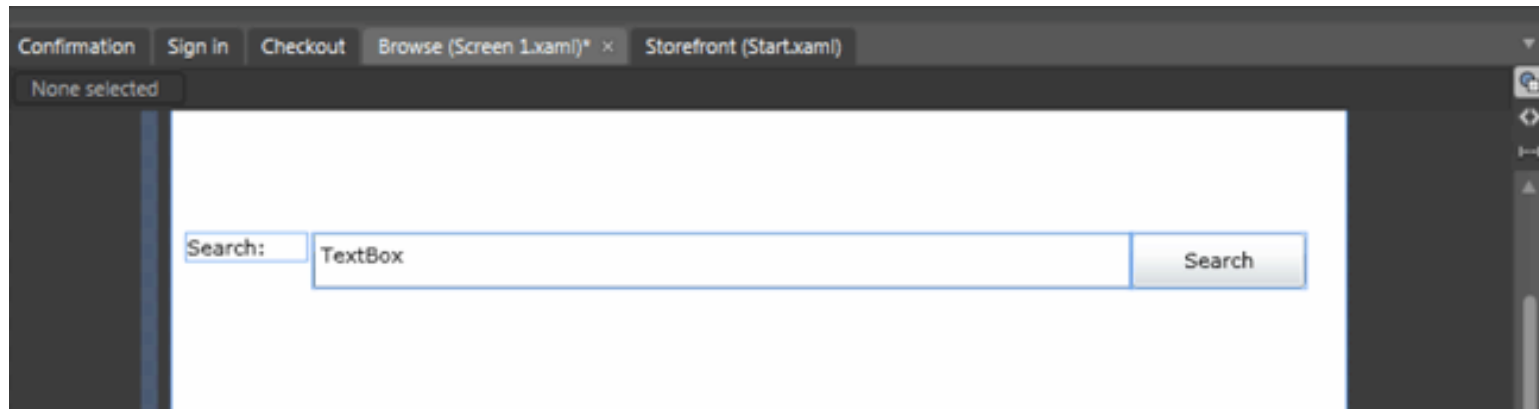 Confirmation Sign in Checkout Browse (Screen 1.xaml)* × Storefront (Start.xaml)
None selected
Search: TextBox Search